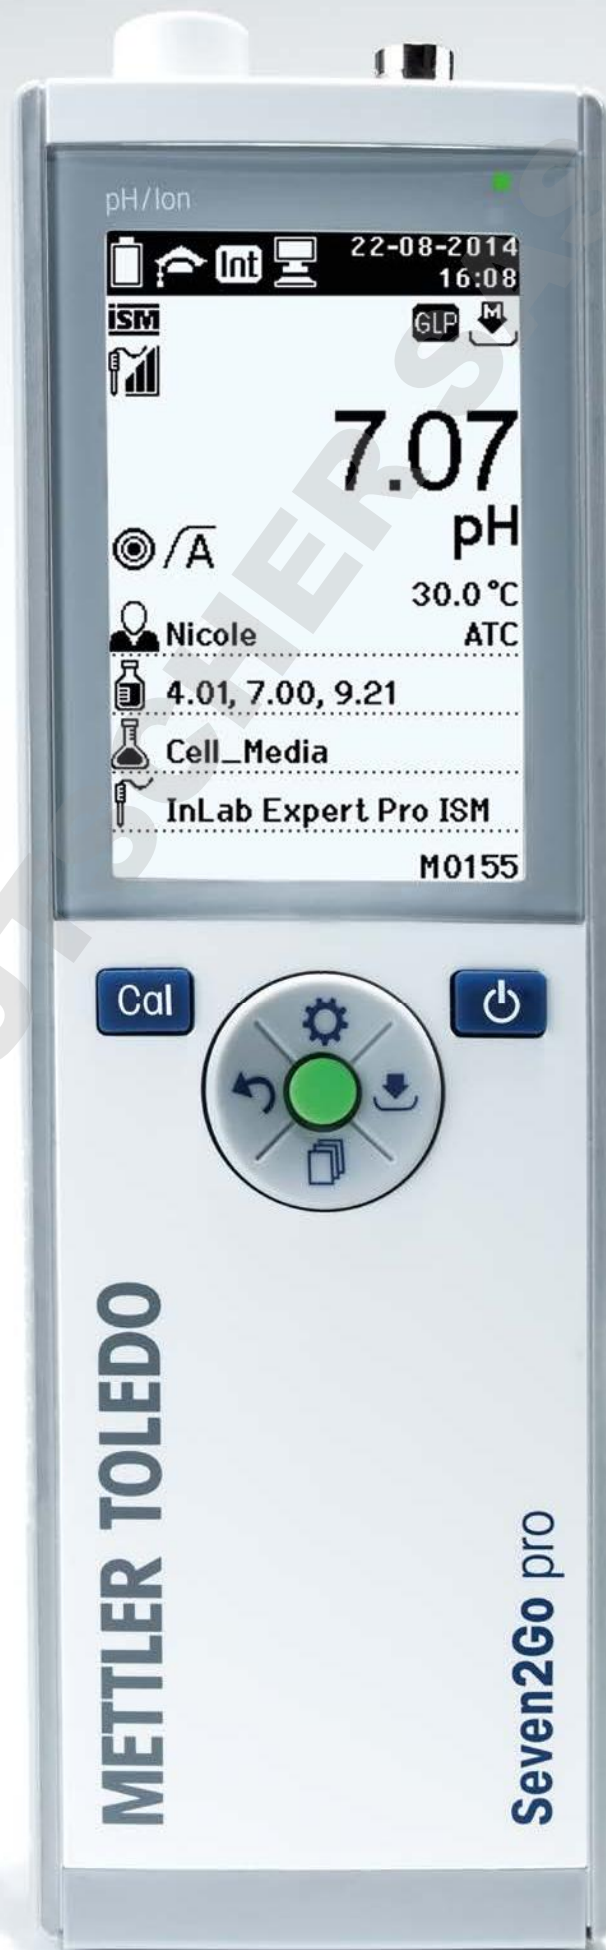 pH/Ion
Int 22-08-2014
16:08
ISM GLP M
7.07
pH
A
30.0 °C
Nicole ATC
4.01, 7.00, 9.21
Cell_Media
InLab Expert Pro ISM
M0155
Cal
METTLER TOLEDO
Seven2Go pro